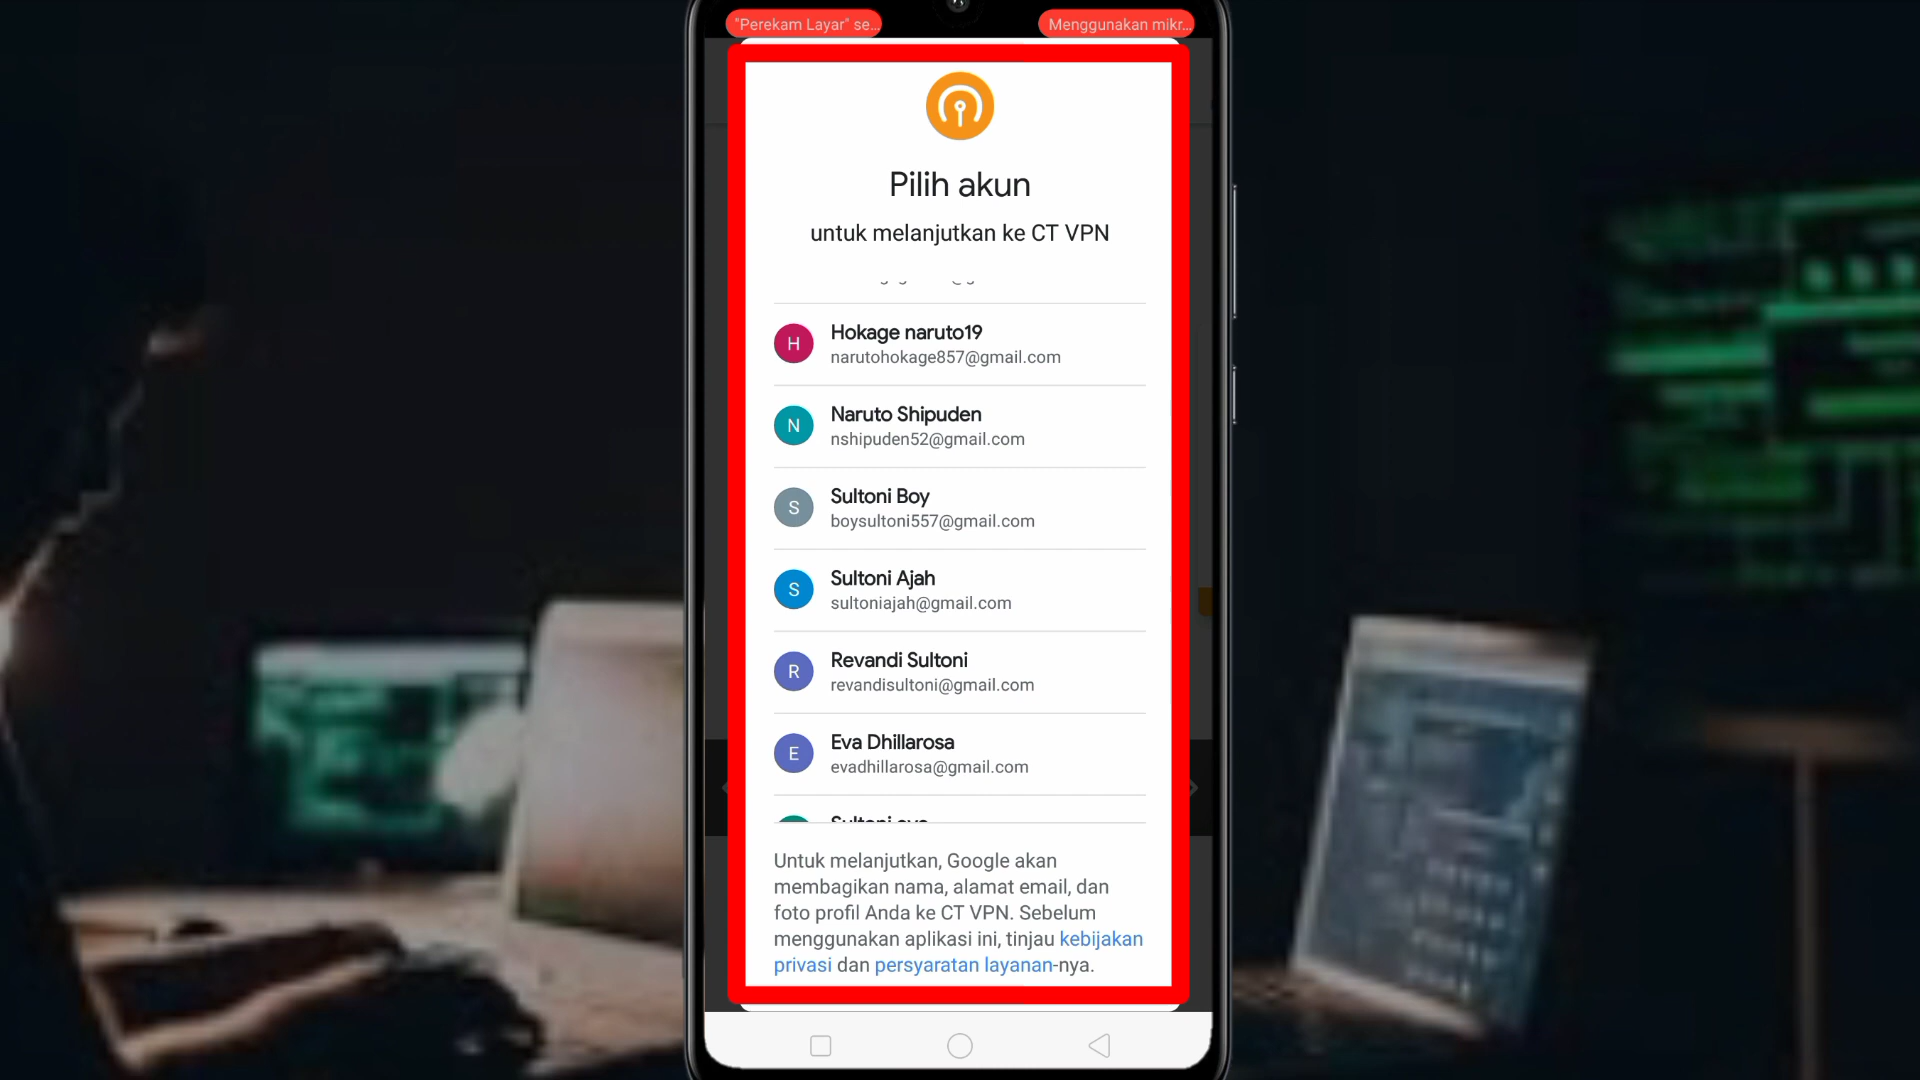 "Perekam Layar" se...
Menggunakan mikr...
Pilih akun
untuk melanjutkan ke CT VPN
H
Hokage naruto19
narutohokage857@gmail.com
N
Naruto Shipuden
nshipuden52@gmail.com
S
Sultoni Boy
boysultoni557@gmail.com
S
Sultoni Ajah
sultoniajah@gmail.com
R
Revandi Sultoni
revandisultoni@gmail.com
E
Eva Dhillarosa
evadhillarosa@gmail.com
Untuk melanjutkan, Google akan
membagikan nama, alamat email, dan
foto profil Anda ke CT VPN. Sebelum
menggunakan aplikasi ini, tinjau kebijakan
privasi dan persyaratan layanan-nya.